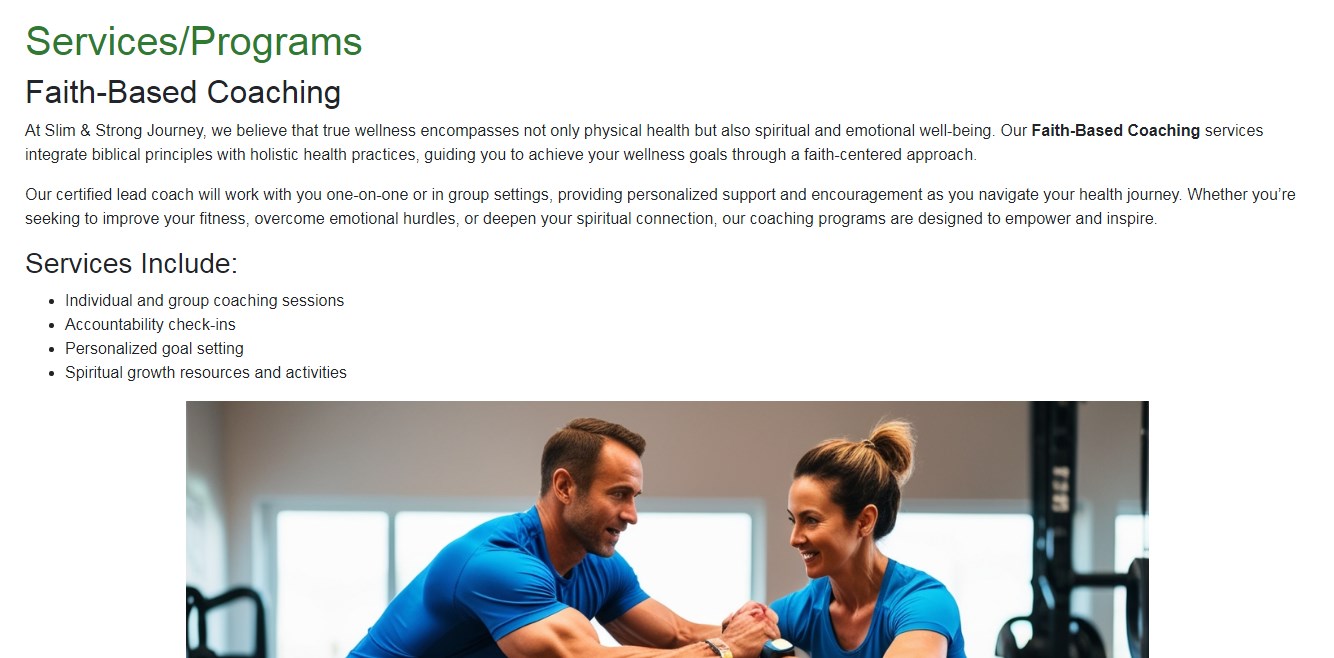 Services/Programs
Faith-Based Coaching
At Slim & Strong Journey, we believe that true wellness encompasses not only physical health but also spiritual and emotional well-being. Our Faith-Based Coaching services
integrate biblical principles with holistic health practices, guiding you to achieve your wellness goals through a faith-centered approach.
Our certified lead coach will work with you one-on-one or in group settings, providing personalized support and encouragement as you navigate your health journey. Whether you’re
seeking to improve your fitness, overcome emotional hurdles, or deepen your spiritual connection, our coaching programs are designed to empower and inspire.
Services Include:
• Individual and group coaching sessions
• Accountability check-ins
• Personalized goal setting
• Spiritual growth resources and activities